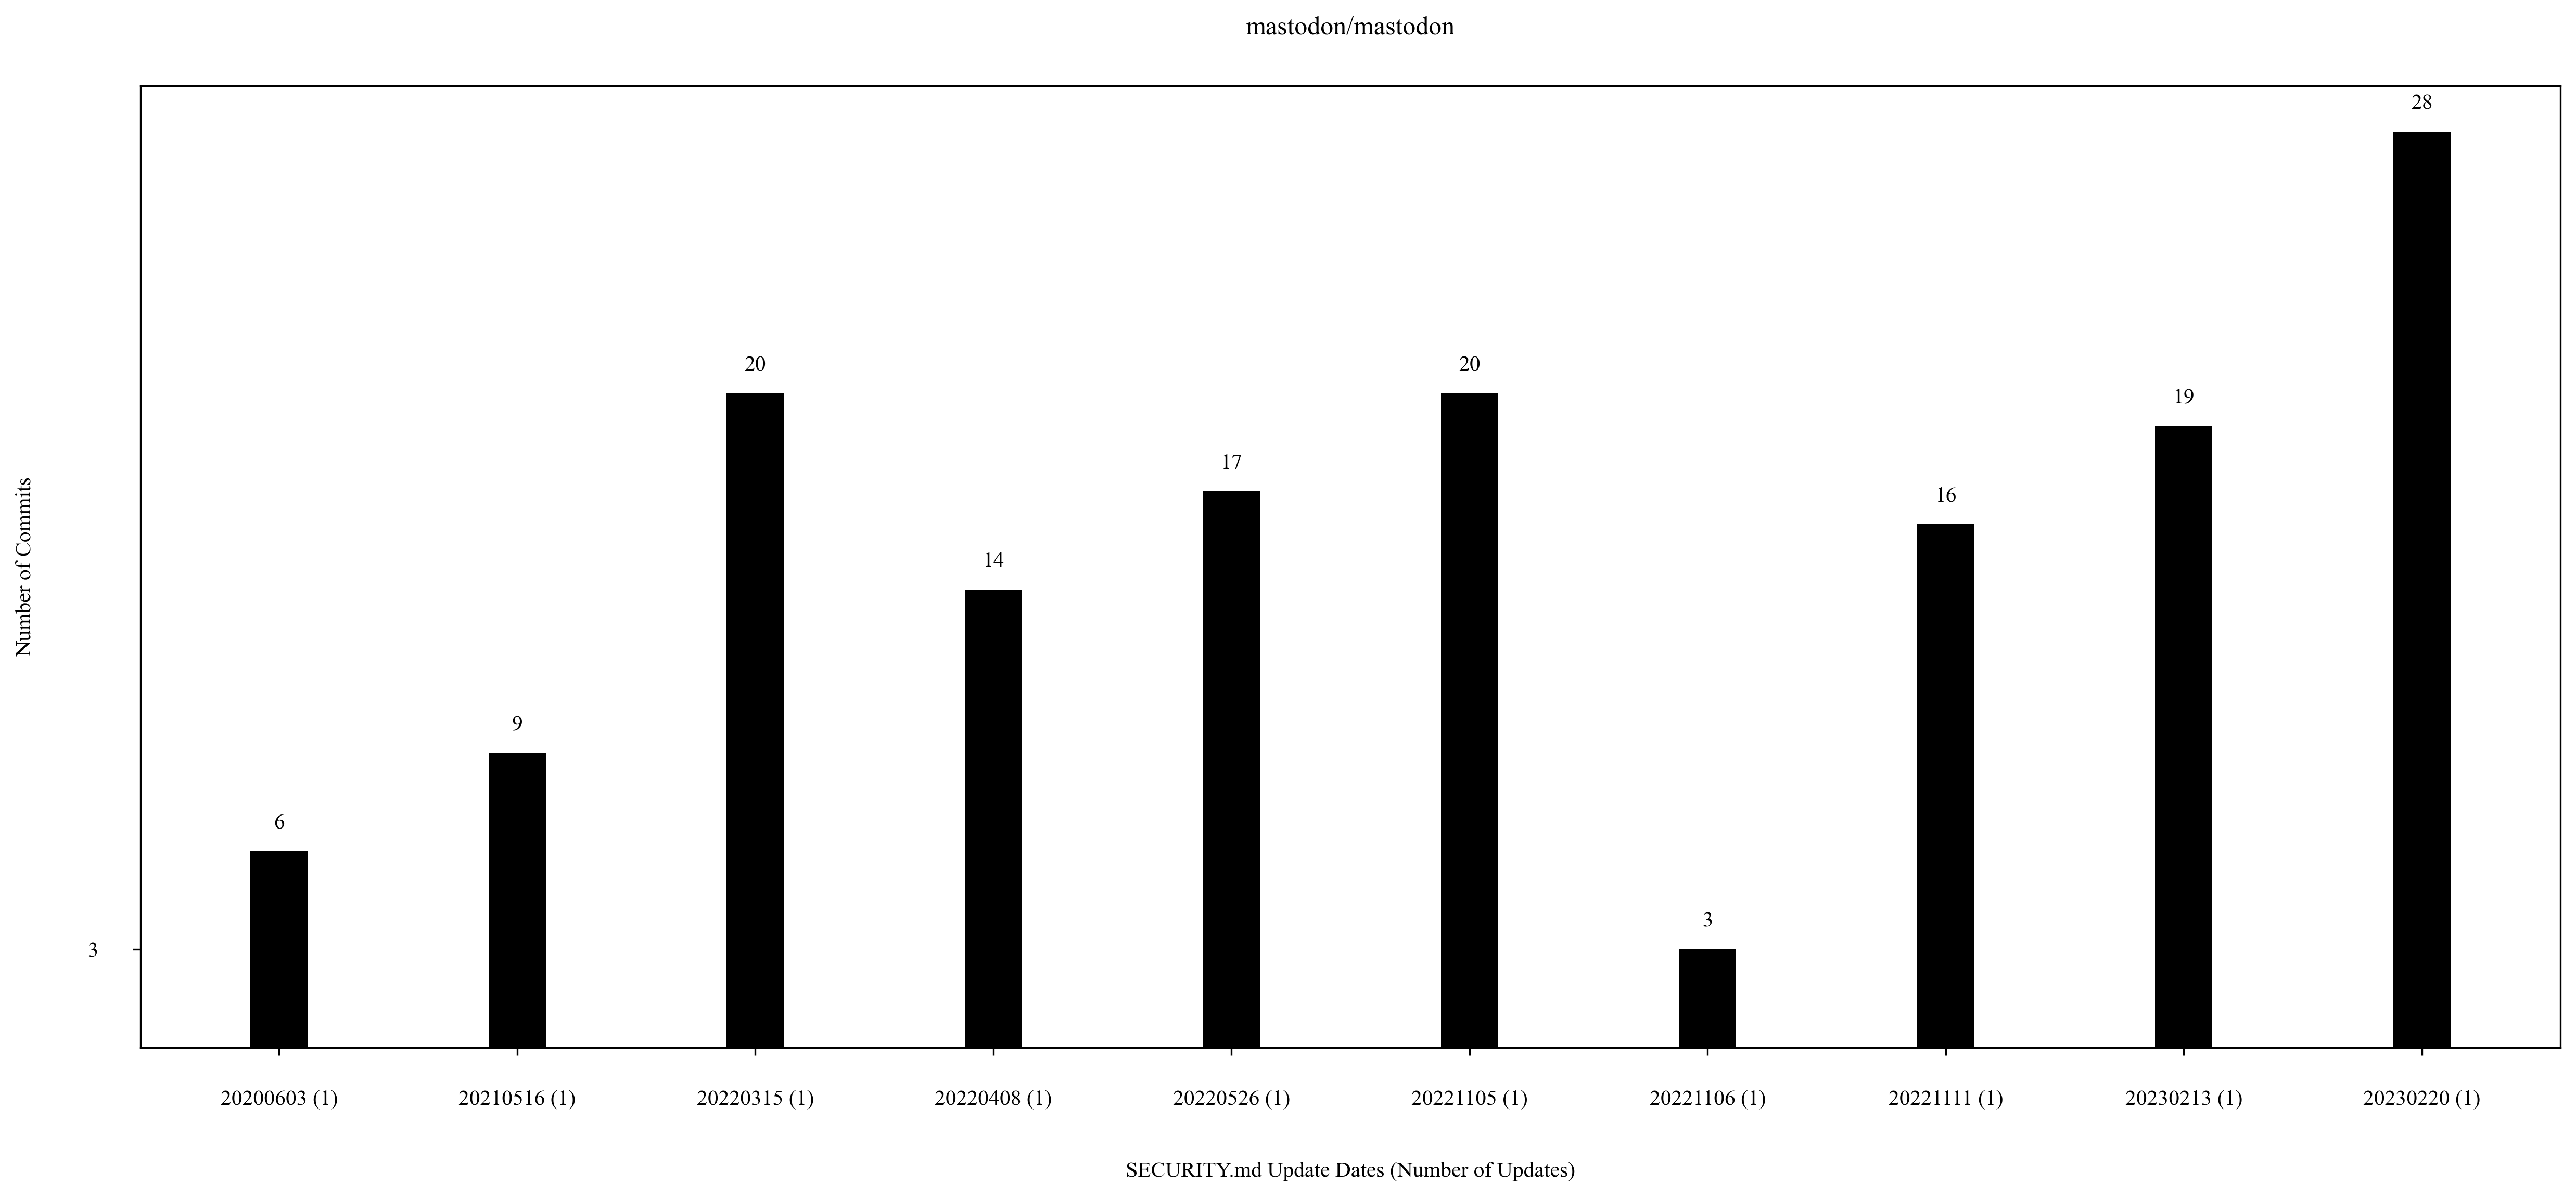 mastodon/mastodon
28
20
20
19
17
16
14
9
6
3
3
Number of Commits
20200603 (1) 20210516 (1) 20220315 (1) 20220408 (1) 20220526 (1) 20221105 (1) 20221106 (1) 20221111 (1) 20230213 (1) 20230220 (1)
SECURITY.md Update Dates (Number of Updates)